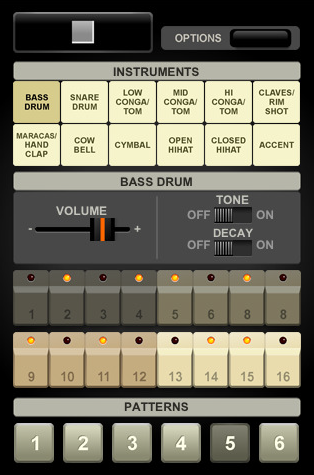 OPTIONS
INSTRUMENTS
BASS DRUM
SNARE DRUM
LOW CONGA/ TOM
MID CONGA/ TOM
HI CONGA/ TOM
CLAVES/ RIM SHOT
MARACAS/ HAND CLAP
COW BELL
CYMBAL
OPEN HIHAT
CLOSED HIHAT
ACCENT
BASS DRUM
VOLUME
- +
TONE
OFF ON
DECAY
OFF ON
1 2 3 4 5 6 8 8
9 10 11 12 13 14 15 16
PATTERNS
1 2 3 4 5 6